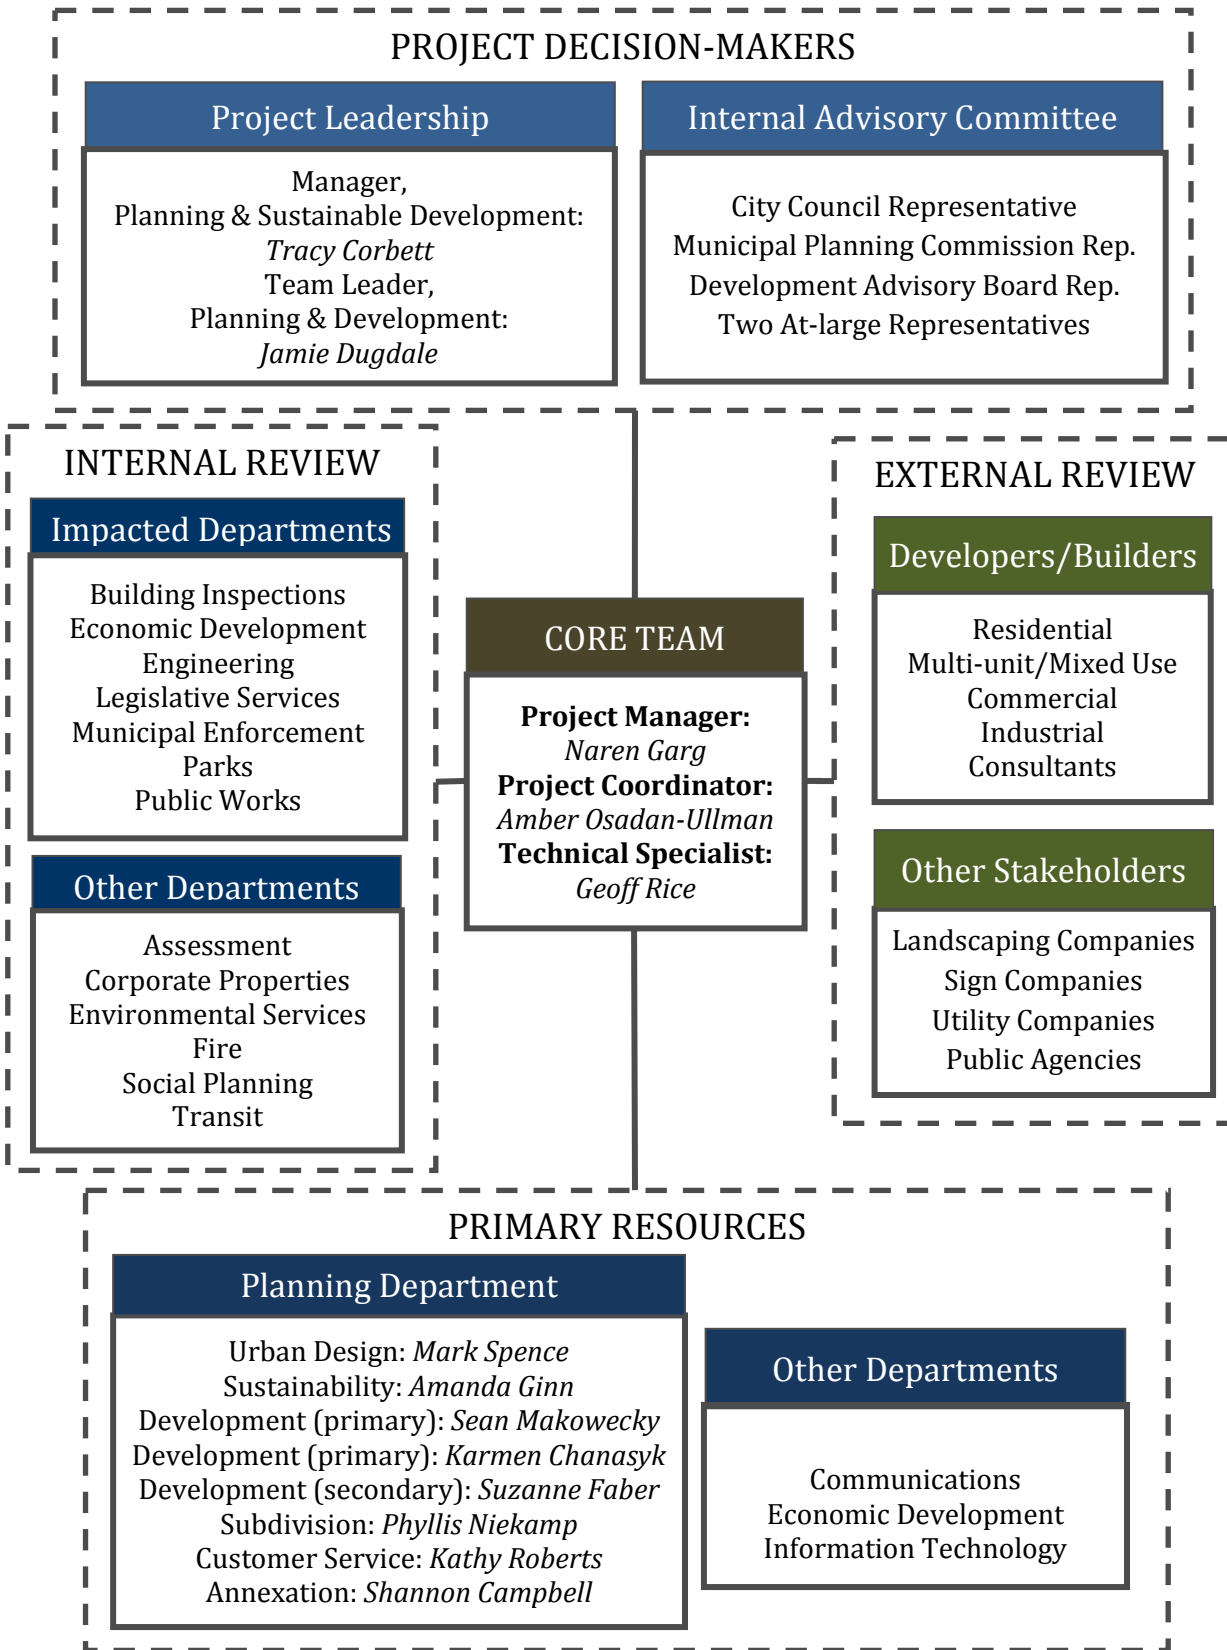 PROJECT DECISION-MAKERS
Project Leadership
Manager,
Planning & Sustainable Development:
Tracy Corbett
Team Leader,
Planning & Development:
Jamie Dugdale
Internal Advisory Committee
City Council Representative
Municipal Planning Commission Rep.
Development Advisory Board Rep.
Two At-large Representatives
INTERNAL REVIEW
Impacted Departments
Building Inspections
Economic Development
Engineering
Legislative Services
Municipal Enforcement
Parks
Public Works
Other Departments
Assessment
Corporate Properties
Environmental Services
Fire
Social Planning
Transit
CORE TEAM
Project Manager:
Naren Garg
Project Coordinator:
Amber Osadan-Ullman
Technical Specialist:
Geoff Rice
EXTERNAL REVIEW
Developers/Builders
Residential
Multi-unit/Mixed Use
Commercial
Industrial
Consultants
Other Stakeholders
Landscaping Companies
Sign Companies
Utility Companies
Public Agencies
PRIMARY RESOURCES
Planning Department
Urban Design: Mark Spence
Sustainability: Amanda Ginn
Development (primary): Sean Makowecky
Development (primary): Karmen Chanasyk
Development (secondary): Suzanne Faber
Subdivision: Phyllis Niekamp
Customer Service: Kathy Roberts
Annexation: Shannon Campbell
Other Departments
Communications
Economic Development
Information Technology